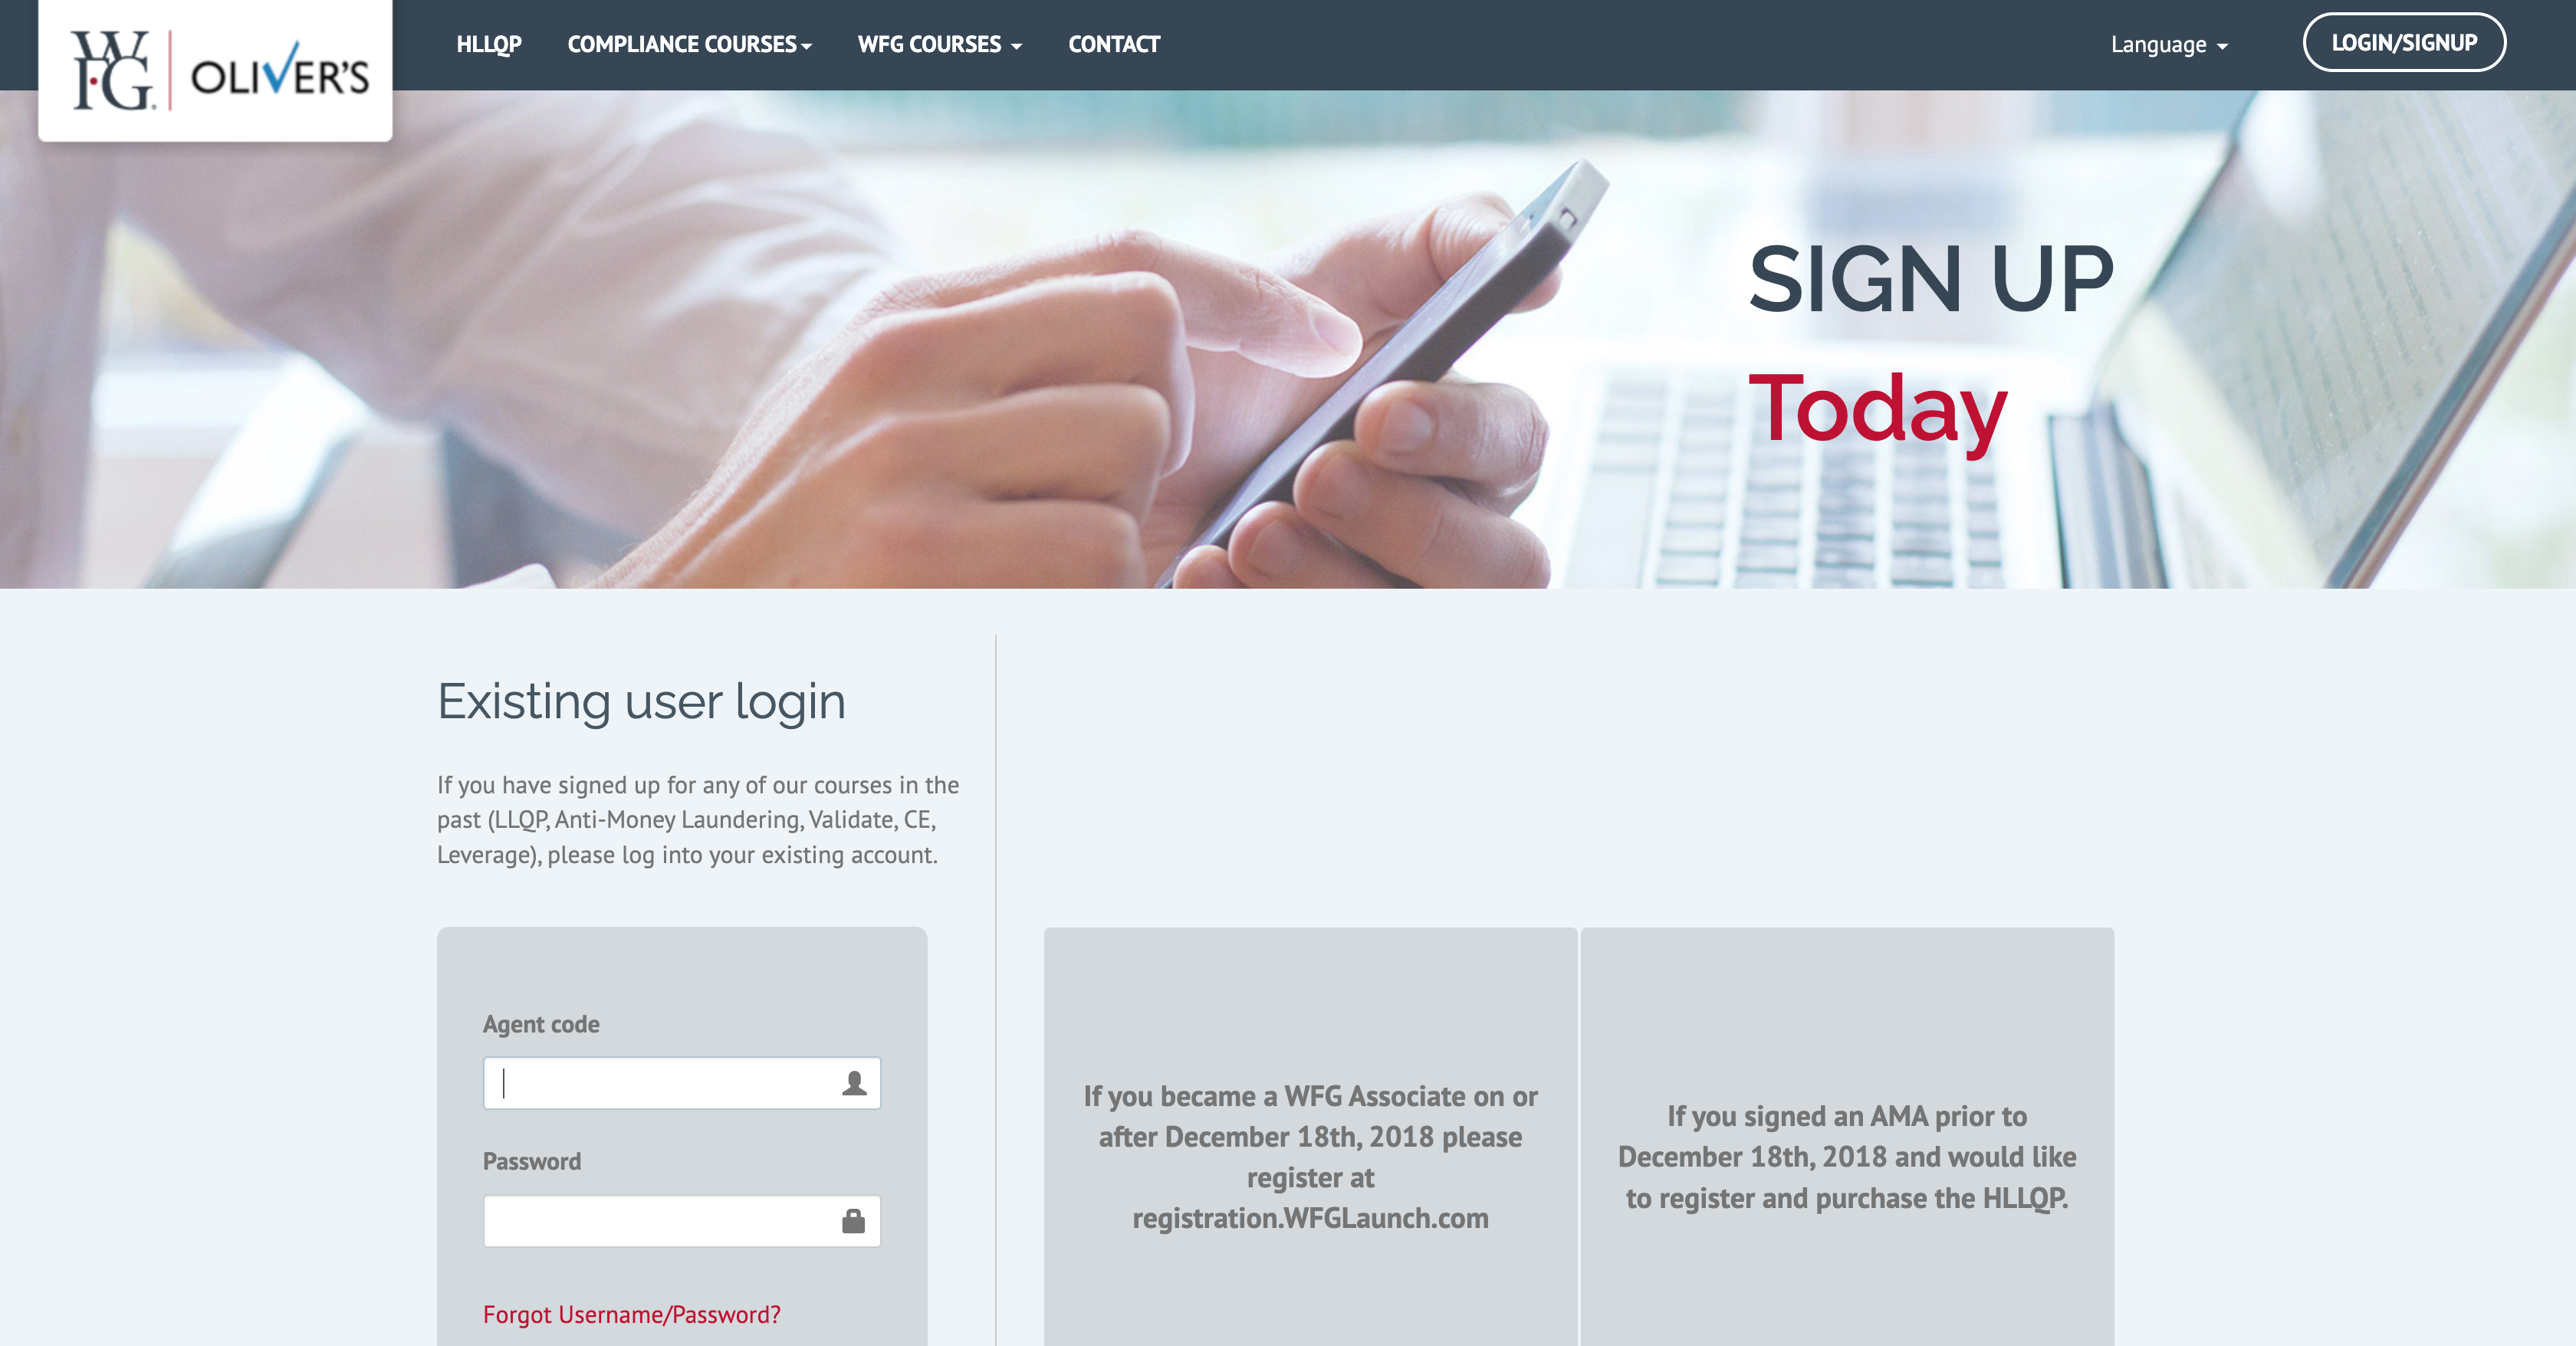 WFG. OLIVER'S
HLLQP COMPLIANCE COURSES WFG COURSES CONTACT Language LOGIN/SIGNUP
SIGN UP
Today
Existing user login
If you have signed up for any of our courses in the
past (LLQP, Anti-Money Laundering, Validate, CE,
Leverage), please log into your existing account.
Agent code
Password
Forgot Username/Password?
If you became a WFG Associate on or
after December 18th, 2018 please
register at
registration.WFGLaunch.com
If you signed an AMA prior to
December 18th, 2018 and would like
to register and purchase the HLLQP.